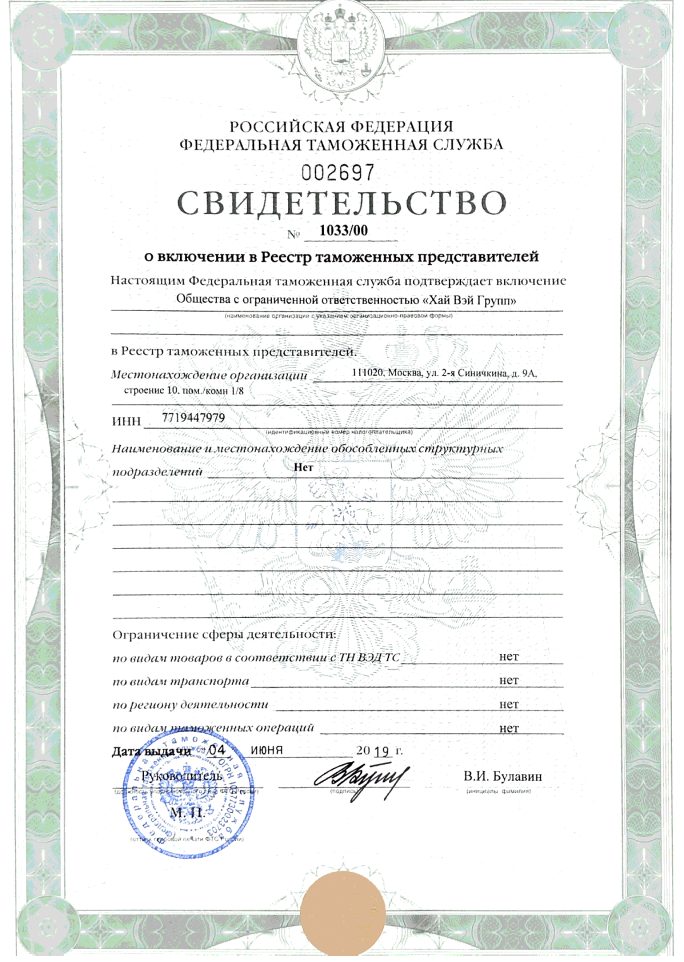 РОССИЙСКАЯ ФЕДЕРАЦИЯ
ФЕДЕРАЛЬНАЯ ТАМОЖЕННАЯ СЛУЖБА
002697
СВИДЕТЕЛЬСТВО
№ 1033/00
о включении в Реестр таможенных представителей
Настоящим Федеральная таможенная служба подтверждает включение
Общества с ограниченной ответственностью «Хай Вэй Групп»
(наименование организации с указанием организационно-правовой формы)
в Реестр таможенных представителей.
Местонахождение организации 111020, Москва, ул. 2-я Синичкина, д. 9А,
строение 10, пом./комн 1/8
ИНН 7719447979
(идентификационный номер налогоплательщика)
Наименование и местонахождение обособленных структурных
подразделений Нет
Ограничение сферы деятельности:
по видам товаров в соответствии с ТН ВЭД ТС нет
по видам транспорта нет
по региону деятельности нет
по видам таможенных операций нет
Дата выдачи 04 июня 2019 г.
Руководитель В.И. Булавин
(подпись) (инициалы фамилия)
М. П.
Федеральная таможенная служба